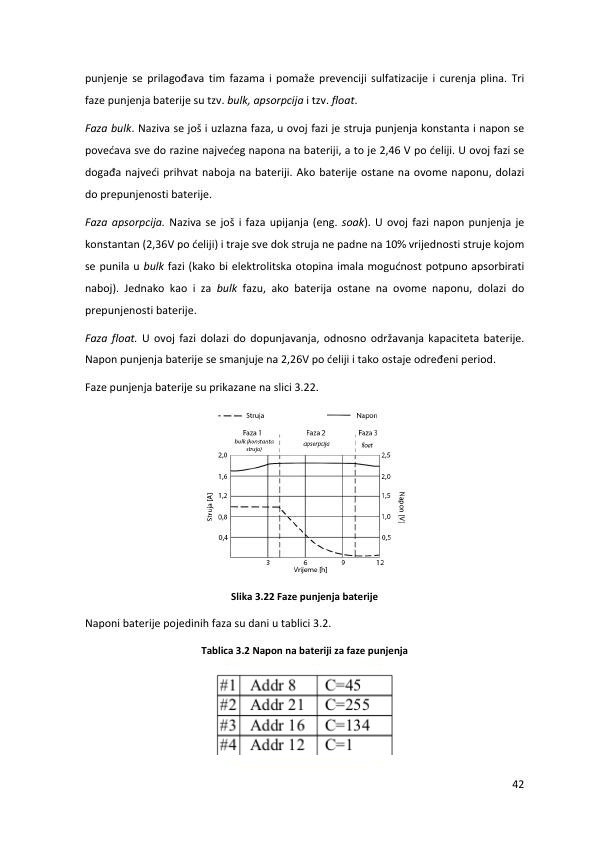 punjenje se prilagođava tim fazama i pomaže prevenciji sulfatizacije i curenja plina. Tri
faze punjenja baterije su tzv. bulk, apsorpcija i tzv. float.
Faza bulk. Naziva se još i uzlazna faza, u ovoj fazi je struja punjenja konstanta i napon se
povećava sve do razine najvećeg napona na bateriji, a to je 2,46 V po ćeliji. U ovoj fazi se
događa najveći prihvat naboja na bateriji. Ako baterije ostane na ovome naponu, dolazi
do prepunjenosti baterije.
Faza apsorpcija. Naziva se još i faza upijanja (eng. soak). U ovoj fazi napon punjenja je
konstantan (2,36V po ćeliji) i traje sve dok struja ne padne na 10% vrijednosti struje kojom
se punila u bulk fazi (kako bi elektrolitska otopina imala mogućnost potpuno apsorbirati
naboj). Jednako kao i za bulk fazu, ako baterija ostane na ovome naponu, dolazi do
prepunjenosti baterije.
Faza float. U ovoj fazi dolazi do dopunjavanja, odnosno održavanja kapaciteta baterije.
Napon punjenja baterije se smanjuje na 2,26V po ćeliji i tako ostaje određeni period.
Faze punjenja baterije su prikazane na slici 3.22.
Struja Napon
Faza 1 Faza 2 Faza 3
bulk (konstanta apserpcija float
struja)
2,0 2,5
1,6 2,0
1,2 1,5
0,8 1,0
0,4 0,5
Struja [A]
Napon [V]
3 6 9 12
Vrijeme [h]
Slika 3.22 Faze punjenja baterije
Naponi baterije pojedinih faza su dani u tablici 3.2.
Tablica 3.2 Napon na bateriji za faze punjenja
#1 Addr 8 C=45
#2 Addr 21 C=255
#3 Addr 16 C=134
#4 Addr 12 C=1
42